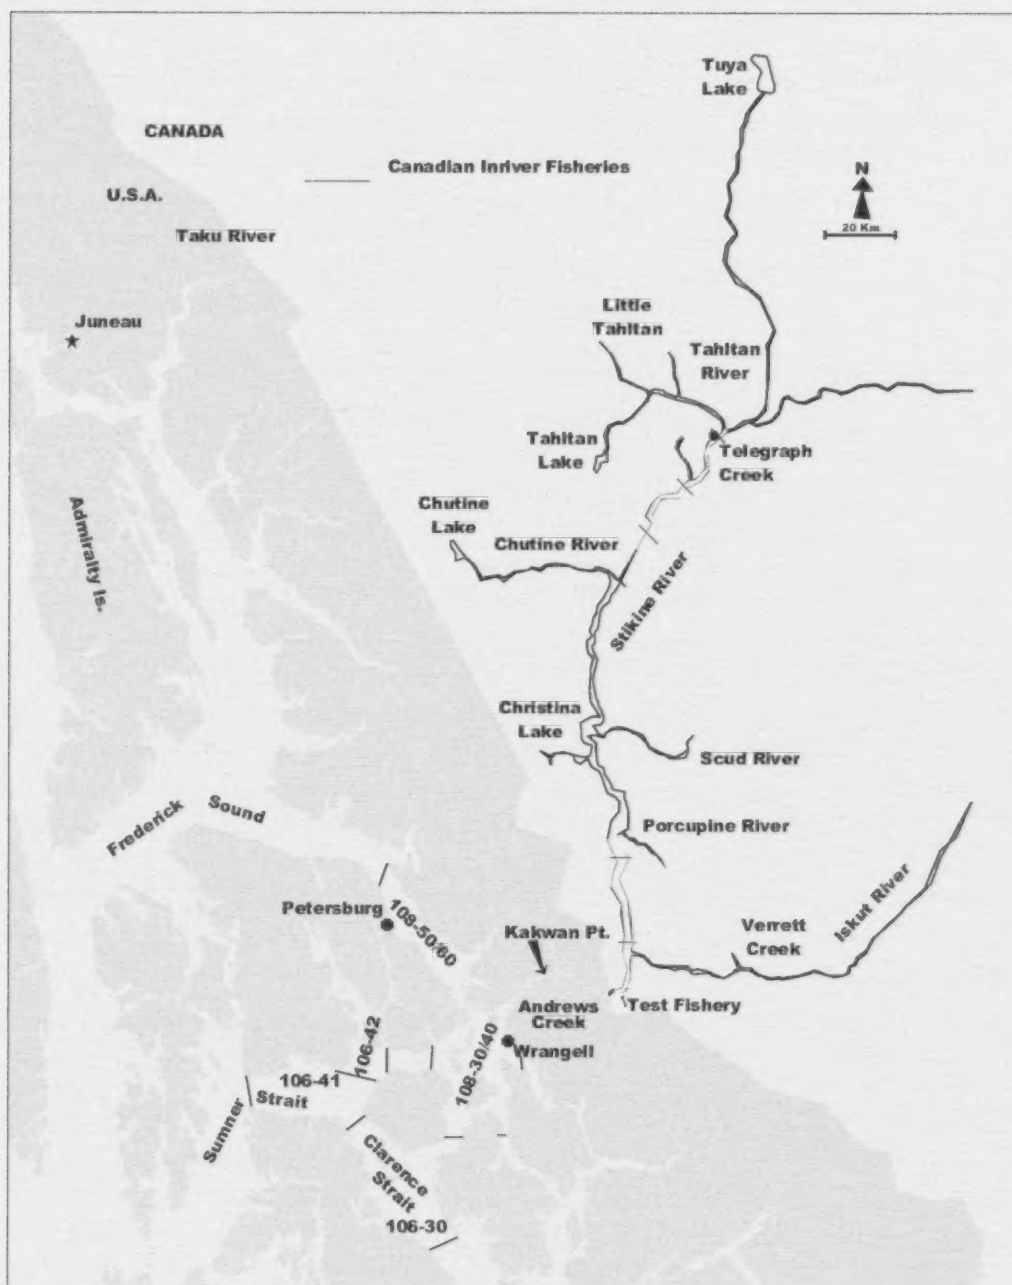 Tuya
Lake
CANADA
Canadian Inriver Fisheries
N
U.S.A.
20 Km
Taku River
Little
Tahltan
Juneau
Tahltan
River
Tahltan
Lake
Telegraph
Creek
Chutine
Lake
Admiralty Is.
Chutine River
Stikine River
Christina
Lake
Scud River
Frederick
Sound
Porcupine River
Iskut River
Petersburg
108-50/60
Kakwan Pt.
Verrett
Creek
Andrews
Creek
Test Fishery
106-42
108-30/40
Wrangell
106-41
Sumner
Strait
Clarence
Strait
106-30